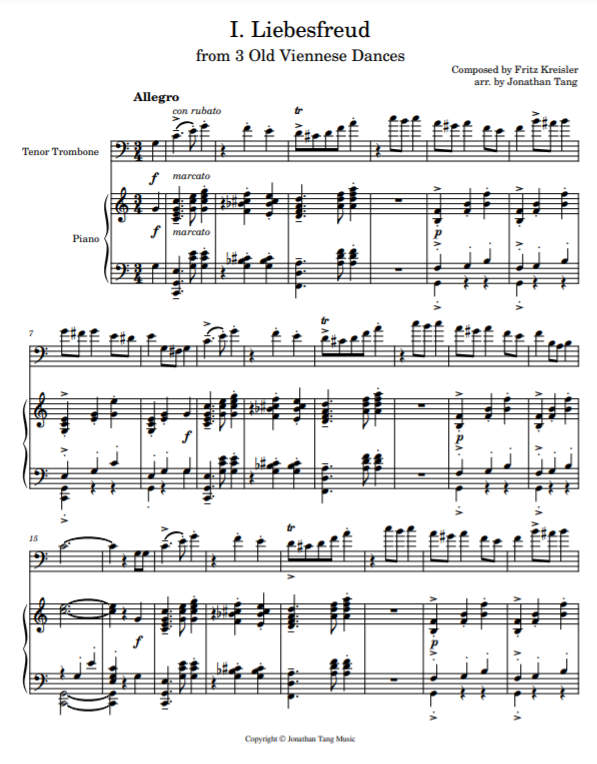 I. Liebesfreud
from 3 Old Viennese Dances
Composed by Fritz Kreisler
arr. by Jonathan Tang
Allegro
con rubato
tr
Tenor Trombone
f
marcato
Piano
f
marcato
p
7
tr
f
p
15
tr
f
p
Copyright © Jonathan Tang Music